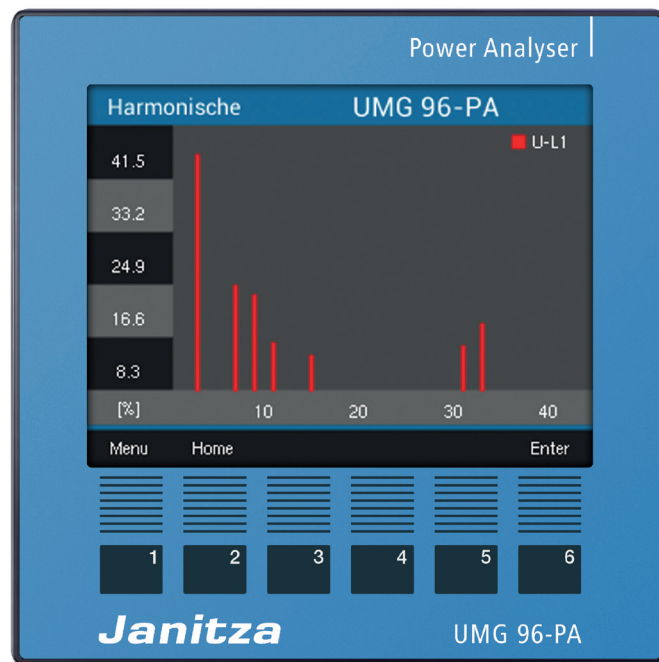 Power Analyser
Harmonische UMG 96-PA
U-L1
41.5
33.2
24.9
16.6
8.3
[%] 10 20 30 40
Menu Home Enter
1 2 3 4 5 6
Janitza UMG 96-PA